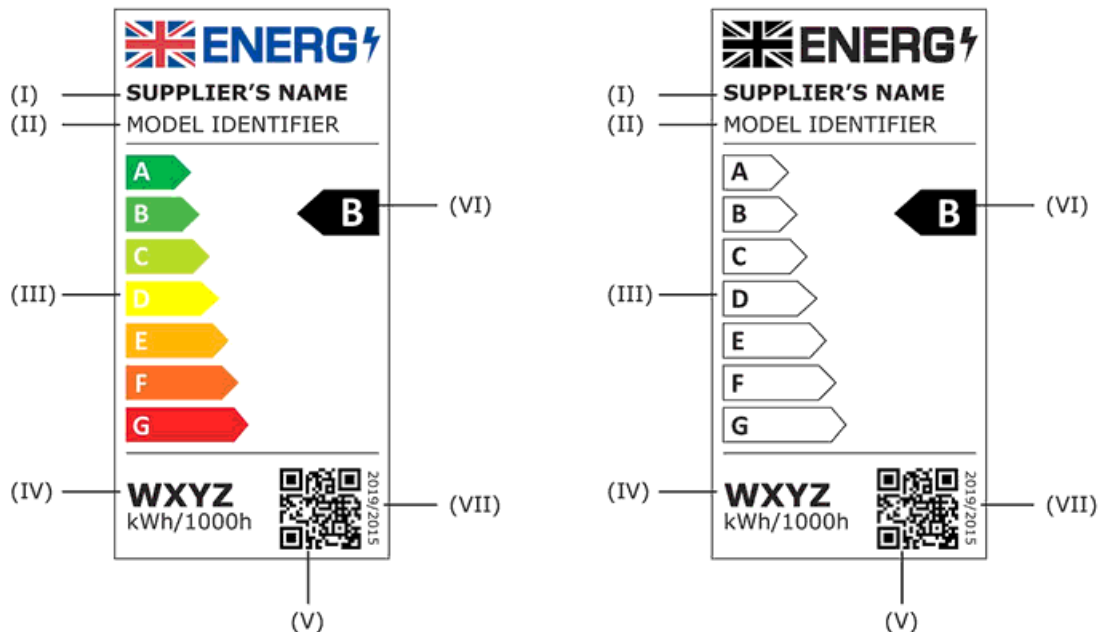 ENERG
(I) SUPPLIER'S NAME
(II) MODEL IDENTIFIER
A
B
B (VI)
C
(III) D
E
F
G
(IV) WXYZ
kWh/1000h
2019/2015
(VII)
(V)
ENERG
(I) SUPPLIER'S NAME
(II) MODEL IDENTIFIER
A
B
B (VI)
C
(III) D
E
F
G
(IV) WXYZ
kWh/1000h
2019/2015
(VII)
(V)